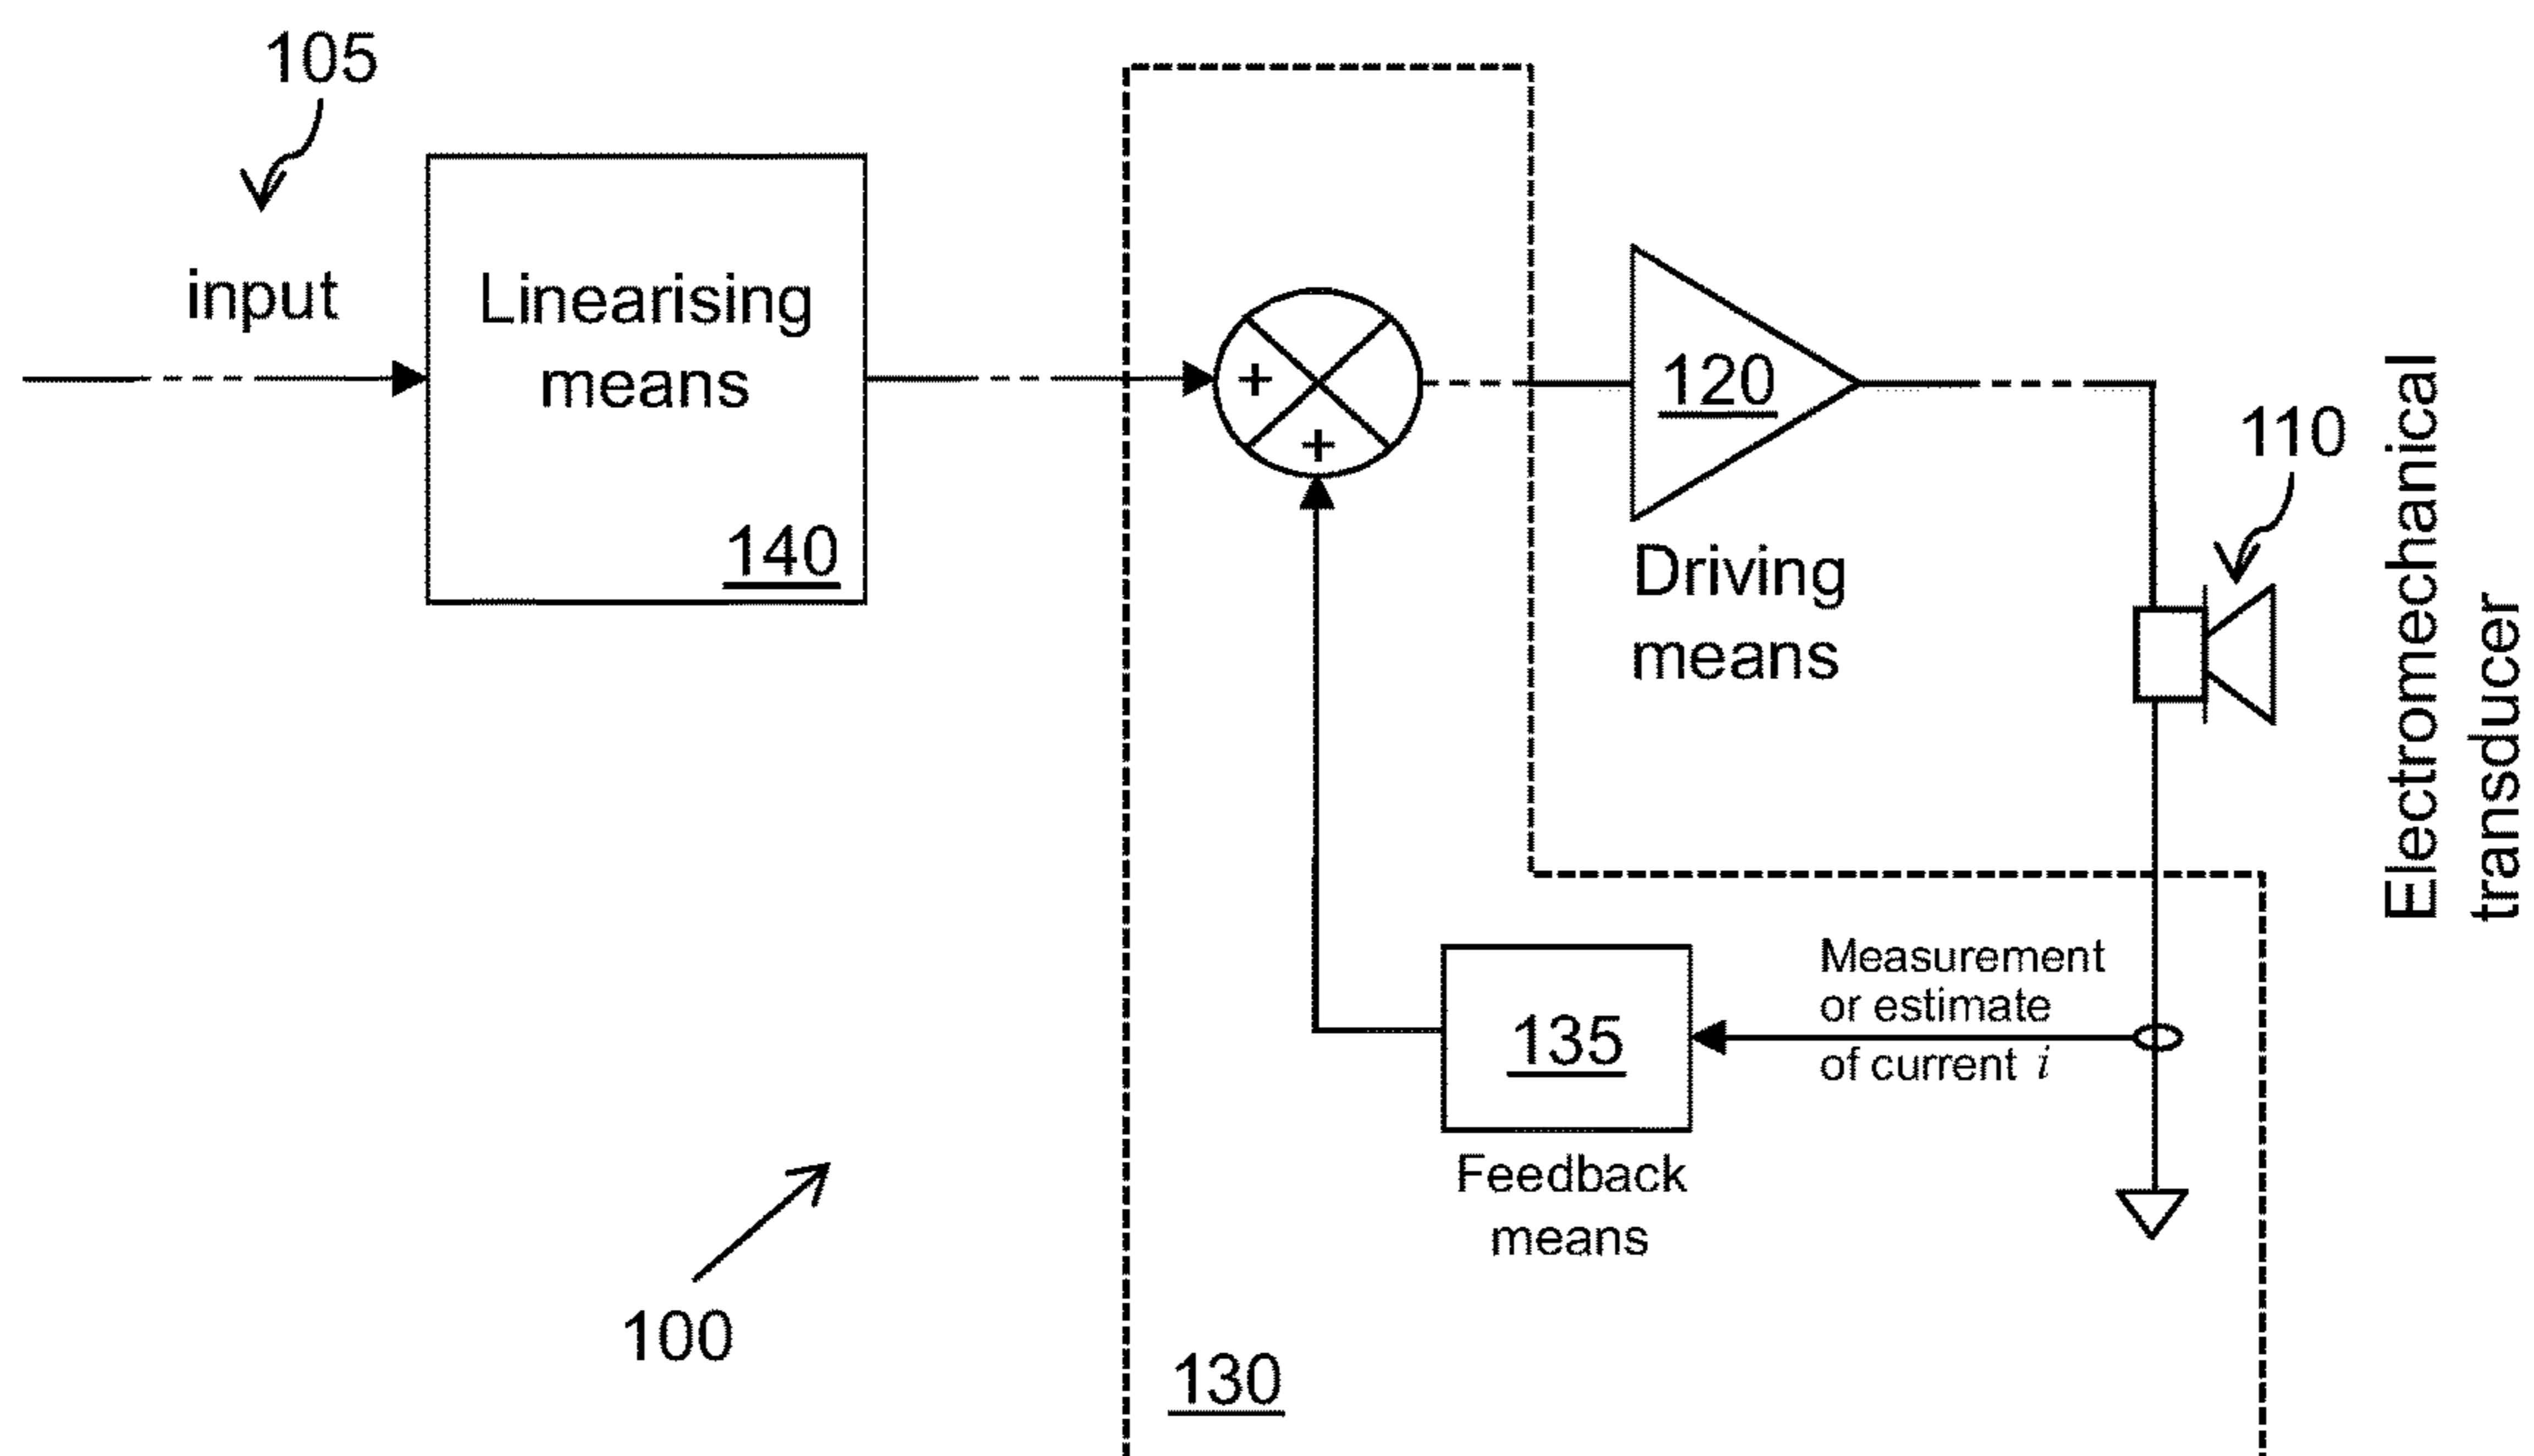 105
input
Linearising
means
140
+
+
120
Driving
means
110
Electromechanical
transducer
Measurement
or estimate
of current i
135
Feedback
means
100
130